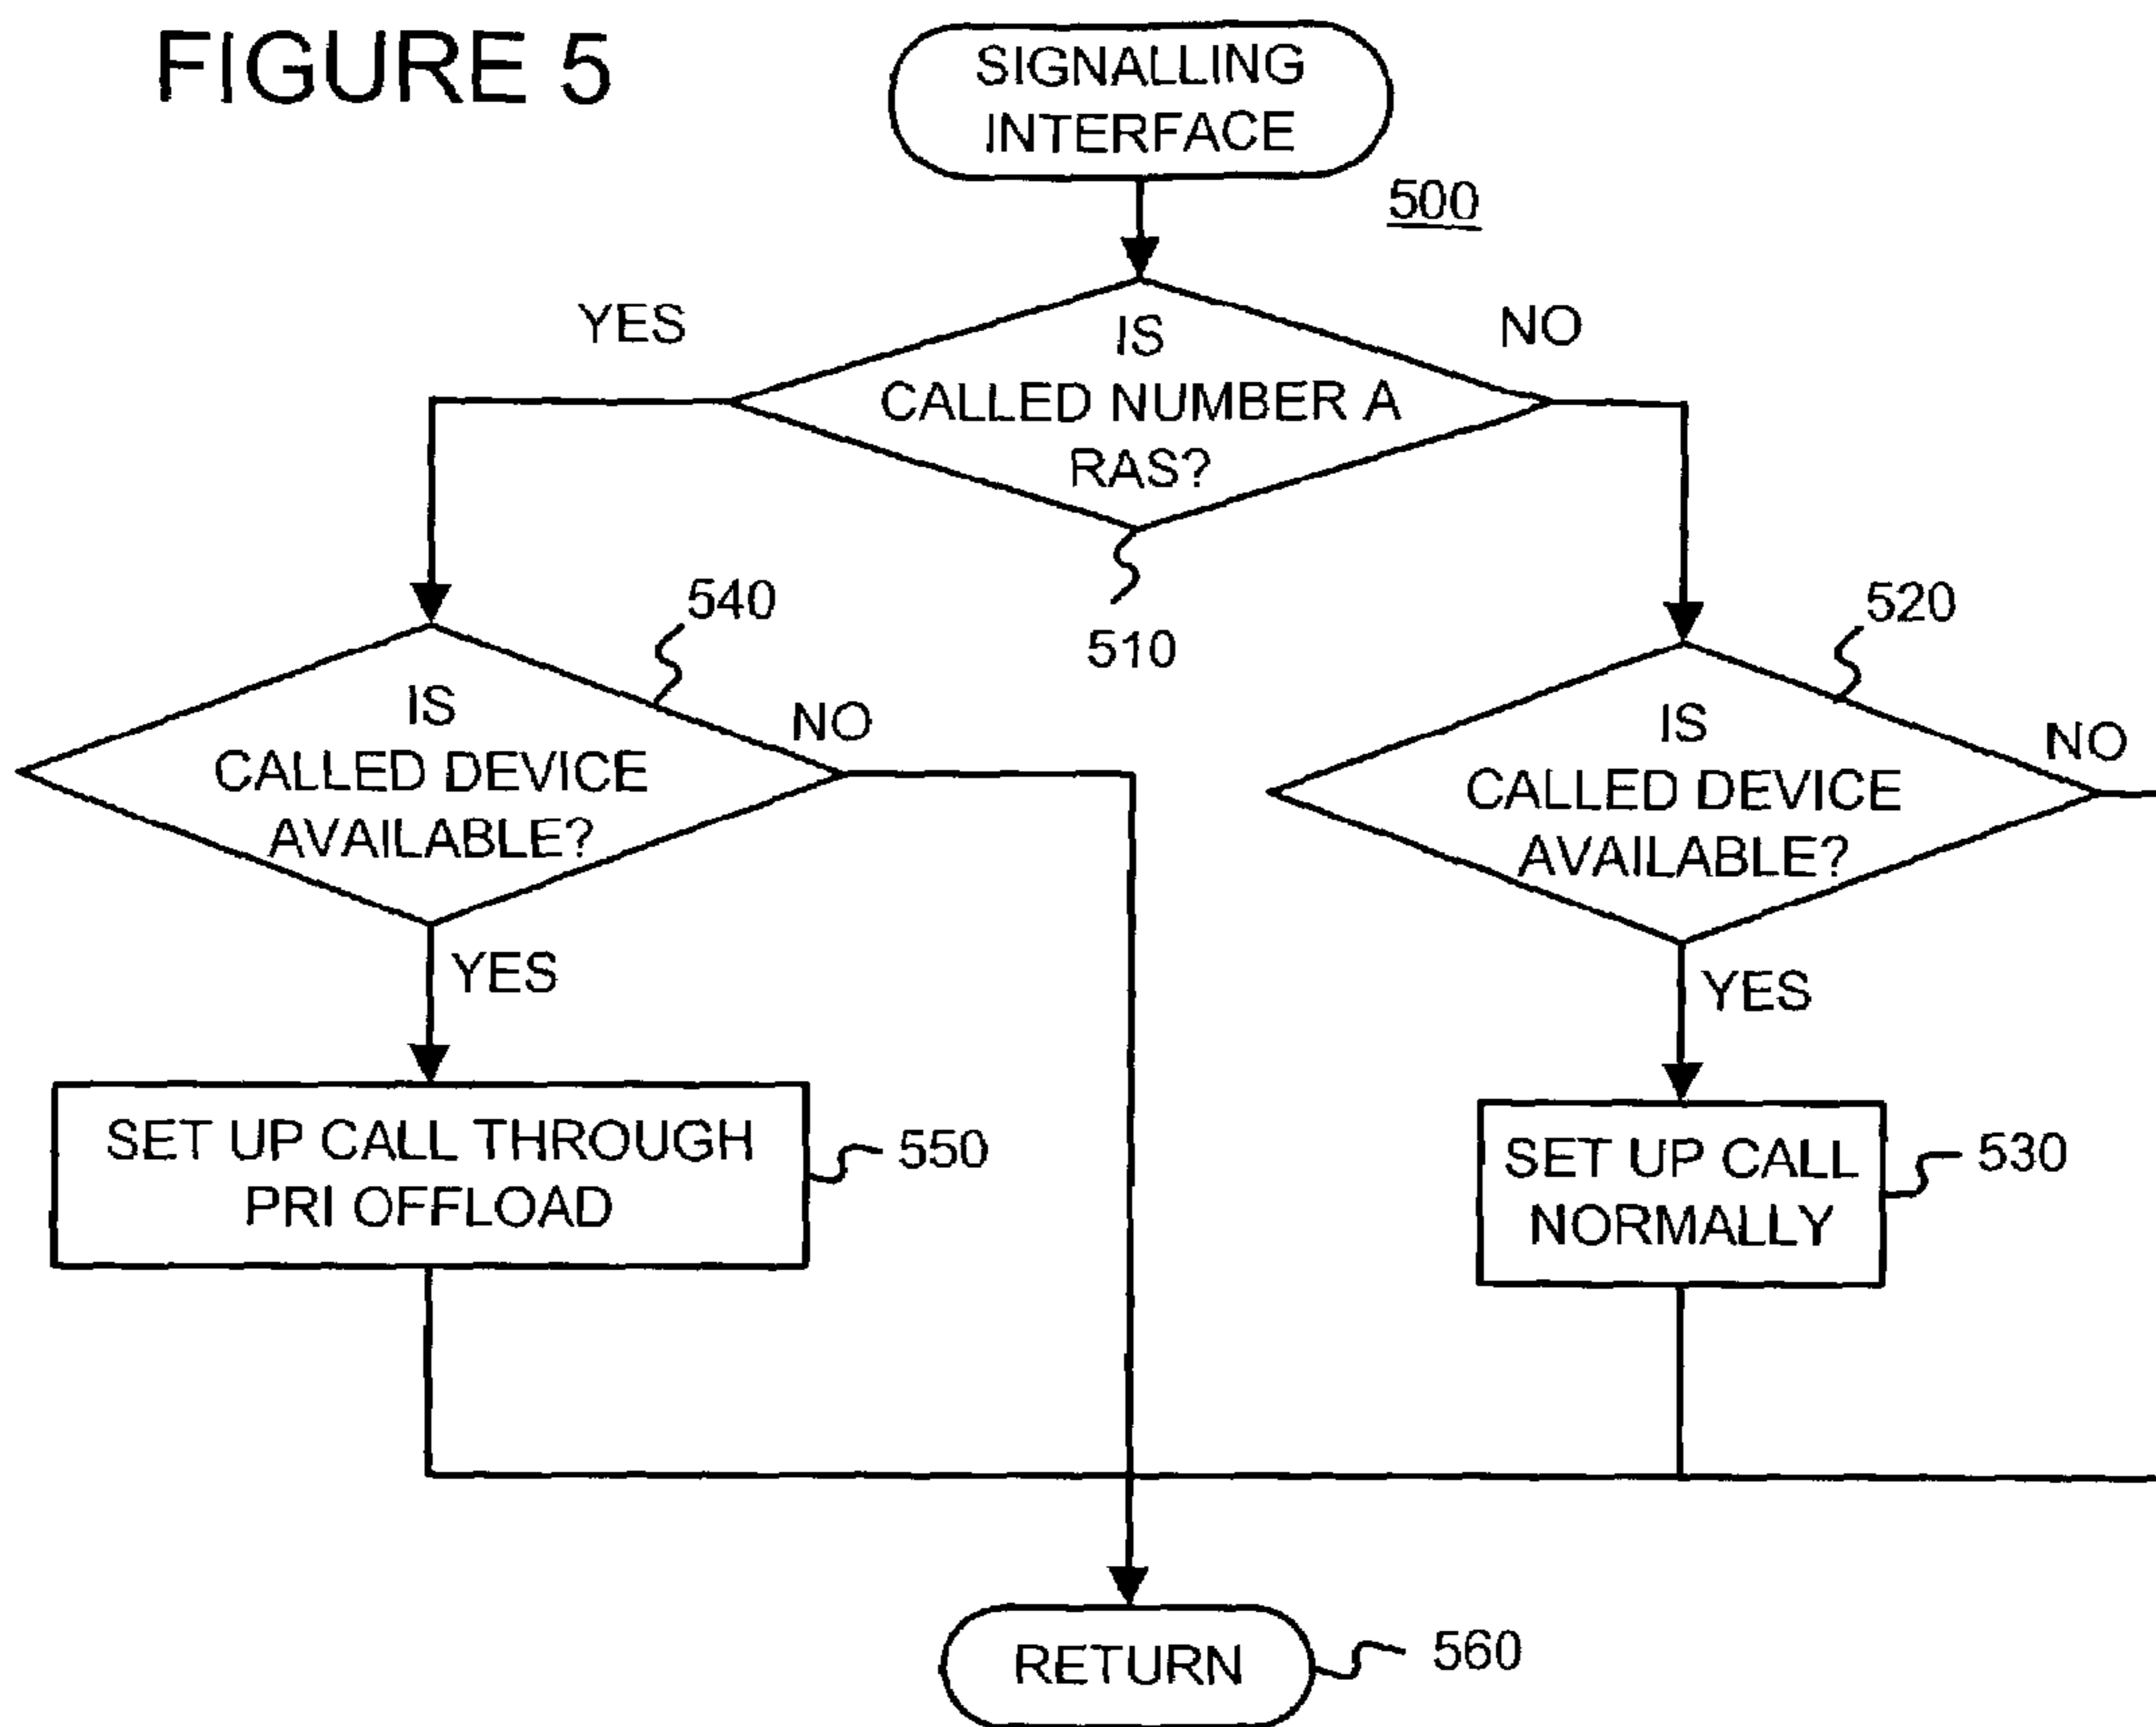 FIGURE 5
SIGNALLING
INTERFACE
500
YES
NO
IS
CALLED NUMBER A
RAS?
510
540
520
IS
CALLED DEVICE
AVAILABLE?
NO
IS
CALLED DEVICE
AVAILABLE?
NO
YES
YES
SET UP CALL THROUGH
PRI OFFLOAD
550
SET UP CALL
NORMALLY
530
RETURN
560